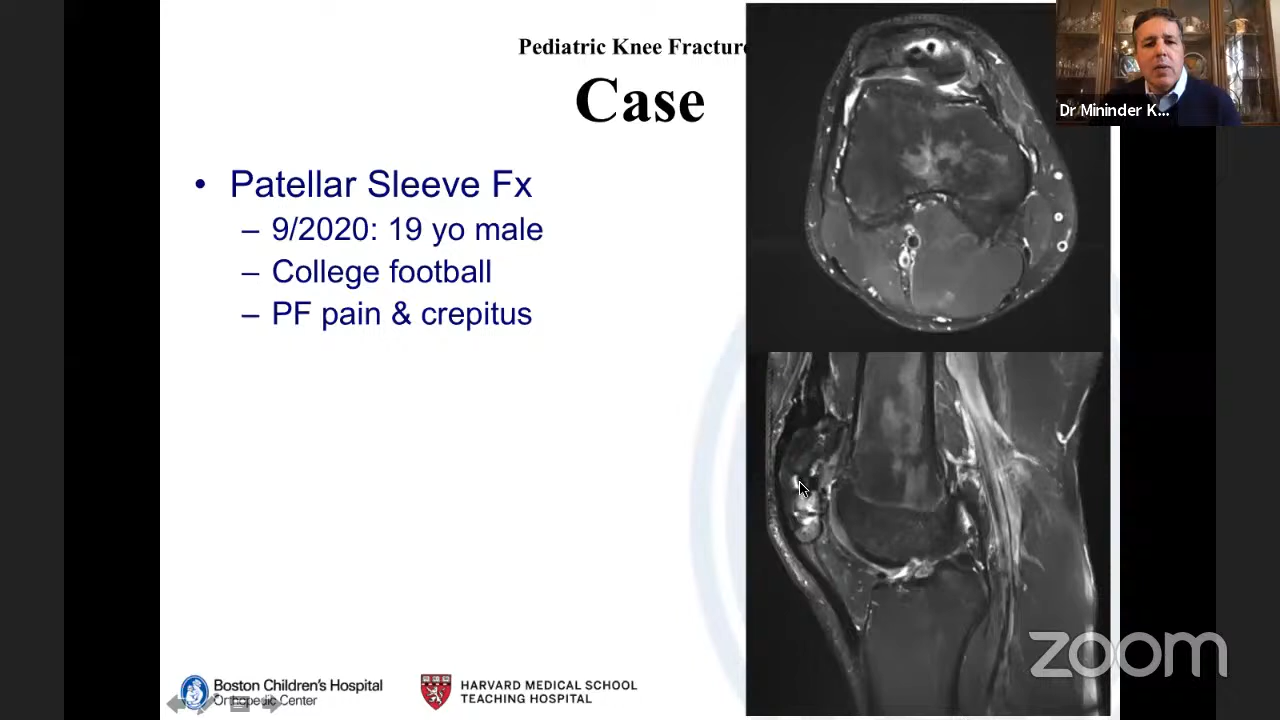 Pediatric Knee Fracture
Case
• Patellar Sleeve Fx
– 9/2020: 19 yo male
– College football
– PF pain & crepitus
Dr Mininder K...
Boston Children's Hospital
Orthopedic Center
HARVARD MEDICAL SCHOOL
TEACHING HOSPITAL
zoom